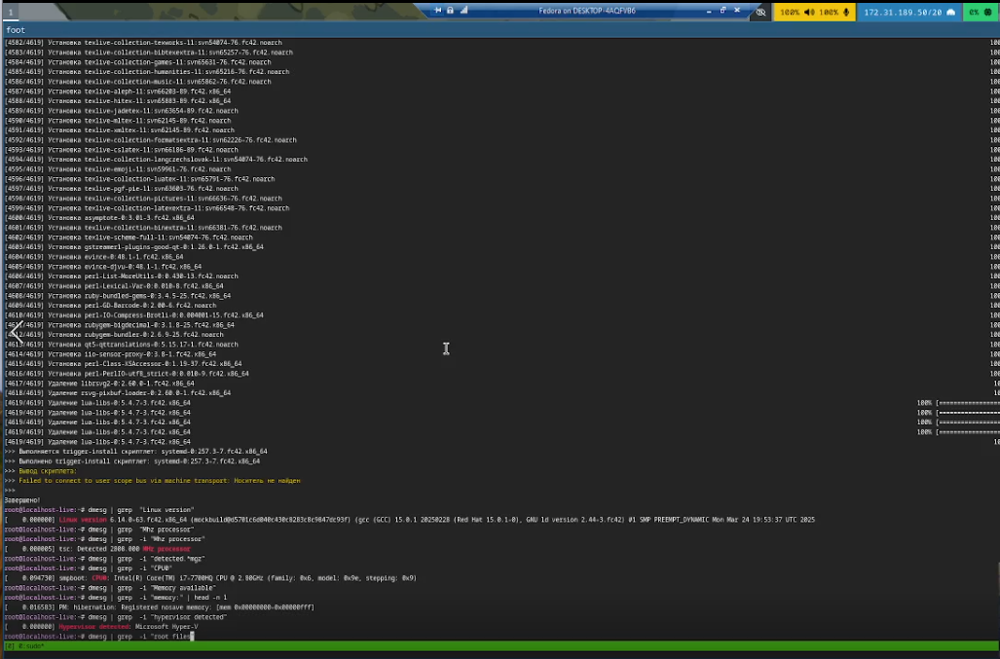 1
Fedora on DESKTOP-4AQFVB6
100% 100%
172.31.189.50/20
0%
foot
[4582/4619] Установка texlive-collection-texworks-11:svn54074-76.fc42.noarch
[4583/4619] Установка texlive-collection-bibtexextra-11:svn65257-76.fc42.noarch
[4584/4619] Установка texlive-collection-games-11:svn65631-76.fc42.noarch
[4585/4619] Установка texlive-collection-humanities-11:svn65216-76.fc42.noarch
[4586/4619] Установка texlive-collection-music-11:svn65862-76.fc42.noarch
[4587/4619] Установка texlive-aleph-11:svn66203-89.fc42.x86_64
[4588/4619] Установка texlive-hitex-11:svn65883-89.fc42.x86_64
[4589/4619] Установка texlive-jadetex-11:svn63654-89.fc42.noarch
[4590/4619] Установка texlive-mltex-11:svn62145-89.fc42.noarch
[4591/4619] Установка texlive-xmltex-11:svn62145-89.fc42.noarch
[4592/4619] Установка texlive-collection-formatsextra-11:svn62226-76.fc42.noarch
[4593/4619] Установка texlive-cslatex-11:svn66186-89.fc42.noarch
[4594/4619] Установка texlive-collection-langczechslovak-11:svn54074-76.fc42.noarch
[4595/4619] Установка texlive-emoji-11:svn59961-76.fc42.noarch
[4596/4619] Установка texlive-collection-luatex-11:svn65791-76.fc42.noarch
[4597/4619] Установка texlive-pgf-pie-11:svn63603-76.fc42.noarch
[4598/4619] Установка texlive-collection-pictures-11:svn66636-76.fc42.noarch
[4599/4619] Установка texlive-collection-latexextra-11:svn66548-76.fc42.noarch
[4600/4619] Установка asymptote-0:3.01-3.fc42.x86_64
[4601/4619] Установка texlive-collection-binextra-11:svn66381-76.fc42.noarch
[4602/4619] Установка texlive-scheme-full-11:svn54074-76.fc42.noarch
[4603/4619] Установка gstreamer1-plugins-good-qt-0:1.26.0-1.fc42.x86_64
[4604/4619] Установка evince-0:48.1-1.fc42.x86_64
[4605/4619] Установка evince-djvu-0:48.1-1.fc42.x86_64
[4606/4619] Установка perl-List-MoreUtils-0:0.430-13.fc42.noarch
[4607/4619] Установка perl-Lexical-Var-0:0.010-8.fc42.x86_64
[4608/4619] Установка ruby-bundled-gems-0:3.4.5-25.fc42.x86_64
[4609/4619] Установка perl-GD-Barcode-0:2.00-6.fc42.noarch
[4610/4619] Установка perl-IO-Compress-Brotli-0:0.004001-15.fc42.x86_64
[4611/4619] Установка rubygem-bigdecimal-0:3.1.8-25.fc42.x86_64
[4612/4619] Установка rubygem-bundler-0:2.6.9-25.fc42.noarch
[4613/4619] Установка qt5-qttranslations-0:5.15.17-1.fc42.noarch
[4614/4619] Установка iio-sensor-proxy-0:3.8-1.fc42.x86_64
[4615/4619] Установка perl-Class-XSAccessor-0:1.19-37.fc42.x86_64
[4616/4619] Установка perl-PerlIO-utf8_strict-0:0.010-9.fc42.x86_64
[4617/4619] Удаление librsvg2-0:2.60.0-1.fc42.x86_64
[4618/4619] Удаление rsvg-pixbuf-loader-0:2.60.0-1.fc42.x86_64
[4619/4619] Удаление lua-libs-0:5.4.7-3.fc42.x86_64 100% [==========
[4619/4619] Удаление lua-libs-0:5.4.7-3.fc42.x86_64 100% [==========
[4619/4619] Удаление lua-libs-0:5.4.7-3.fc42.x86_64 100% [==========
[4619/4619] Удаление lua-libs-0:5.4.7-3.fc42.x86_64 100% [==========
[4619/4619] Удаление lua-libs-0:5.4.7-3.fc42.x86_64
>>> Выполняется trigger-install скриптлет: systemd-0:257.3-7.fc42.x86_64
>>> Выполнено trigger-install скриптлет: systemd-0:257.3-7.fc42.x86_64
>>> Вывод скриптлета:
>>> Failed to connect to user scope bus via machine transport: Носитель не найден
>>>
Завершено!
root@localhost-live:~# dmesg | grep "Linux version"
[ 0.000000] Linux version 6.14.0-63.fc42.x86_64 (mockbuild@d5701c6d040c430c8283c8c9847dc93f) (gcc (GCC) 15.0.1 20250228 (Red Hat 15.0.1-0), GNU ld version 2.44-3.fc42) #1 SMP PREEMPT_DYNAMIC Mon Mar 24 19:53:37 UTC 2025
root@localhost-live:~# dmesg | grep "Mhz processor"
root@localhost-live:~# dmesg | grep -i "Mhz processor"
[ 0.000005] tsc: Detected 2808.000 MHz processor
root@localhost-live:~# dmesg | grep -i "detected.*mgz"
root@localhost-live:~# dmesg | grep -i "CPU0"
[ 0.094730] smpboot: CPU0: Intel(R) Core(TM) i7-7700HQ CPU @ 2.80GHz (family: 0x6, model: 0x9e, stepping: 0x9)
root@localhost-live:~# dmesg | grep -i "Memory available"
root@localhost-live:~# dmesg | grep -i "memory:" | head -n 1
[ 0.016583] PM: hibernation: Registered nosave memory: [mem 0x00000000-0x00000fff]
root@localhost-live:~# dmesg | grep -i "hypervisor detected"
[ 0.000000] Hypervisor detected: Microsoft Hyper-V
root@localhost-live:~# dmesg | grep -i "root files"
[0] 0:sudo*